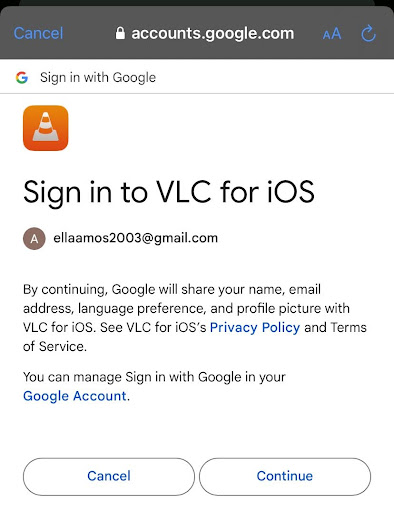 Cancel accounts.google.com AA
Sign in with Google
Sign in to VLC for iOS
A ellaamos2003@gmail.com
By continuing, Google will share your name, email
address, language preference, and profile picture with
VLC for iOS. See VLC for iOS’s Privacy Policy and Terms
of Service.
You can manage Sign in with Google in your
Google Account.
Cancel Continue